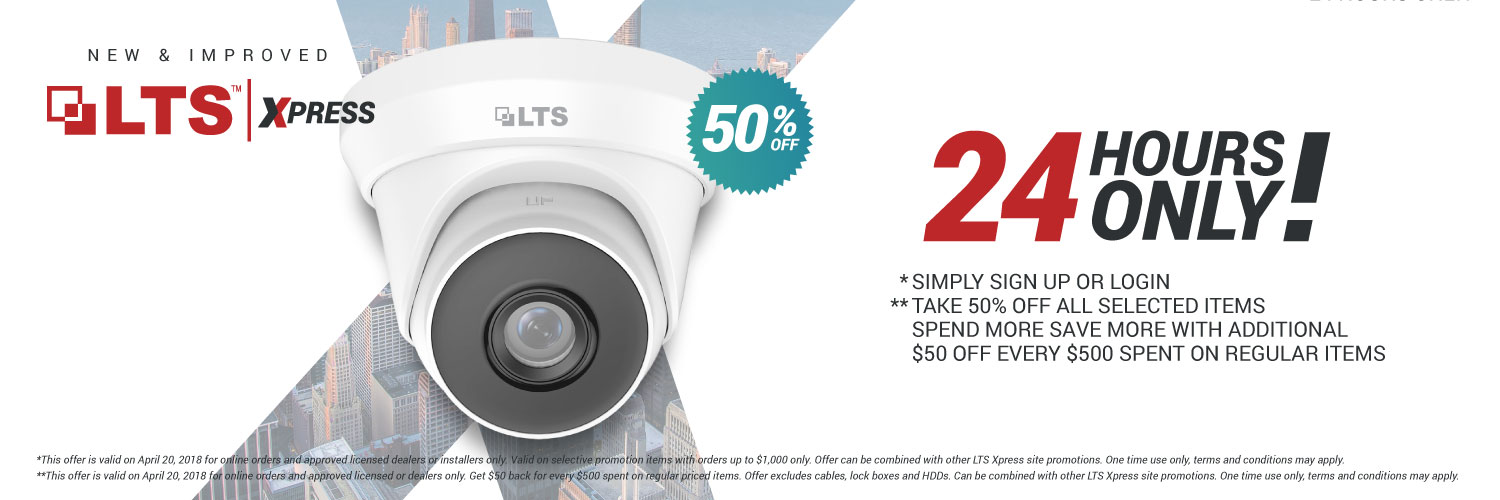 NEW & IMPROVED
LTS™ | XPRESS
LTS
UP
50% OFF
24 HOURS ONLY!
* SIMPLY SIGN UP OR LOGIN
** TAKE 50% OFF ALL SELECTED ITEMS
SPEND MORE SAVE MORE WITH ADDITIONAL
$50 OFF EVERY $500 SPENT ON REGULAR ITEMS
*This offer is valid on April 20, 2018 for online orders and approved licensed dealers or installers only. Valid on selective promotion items with orders up to $1,000 only. Offer can be combined with other LTS Xpress site promotions. One time use only, terms and conditions may apply.
**This offer is valid on April 20, 2018 for online orders and approved licensed or dealers only. Get $50 back for every $500 spent on regular priced items. Offer excludes cables, lock boxes and HDDs. Can be combined with other LTS Xpress site promotions. One time use only, terms and conditions may apply.